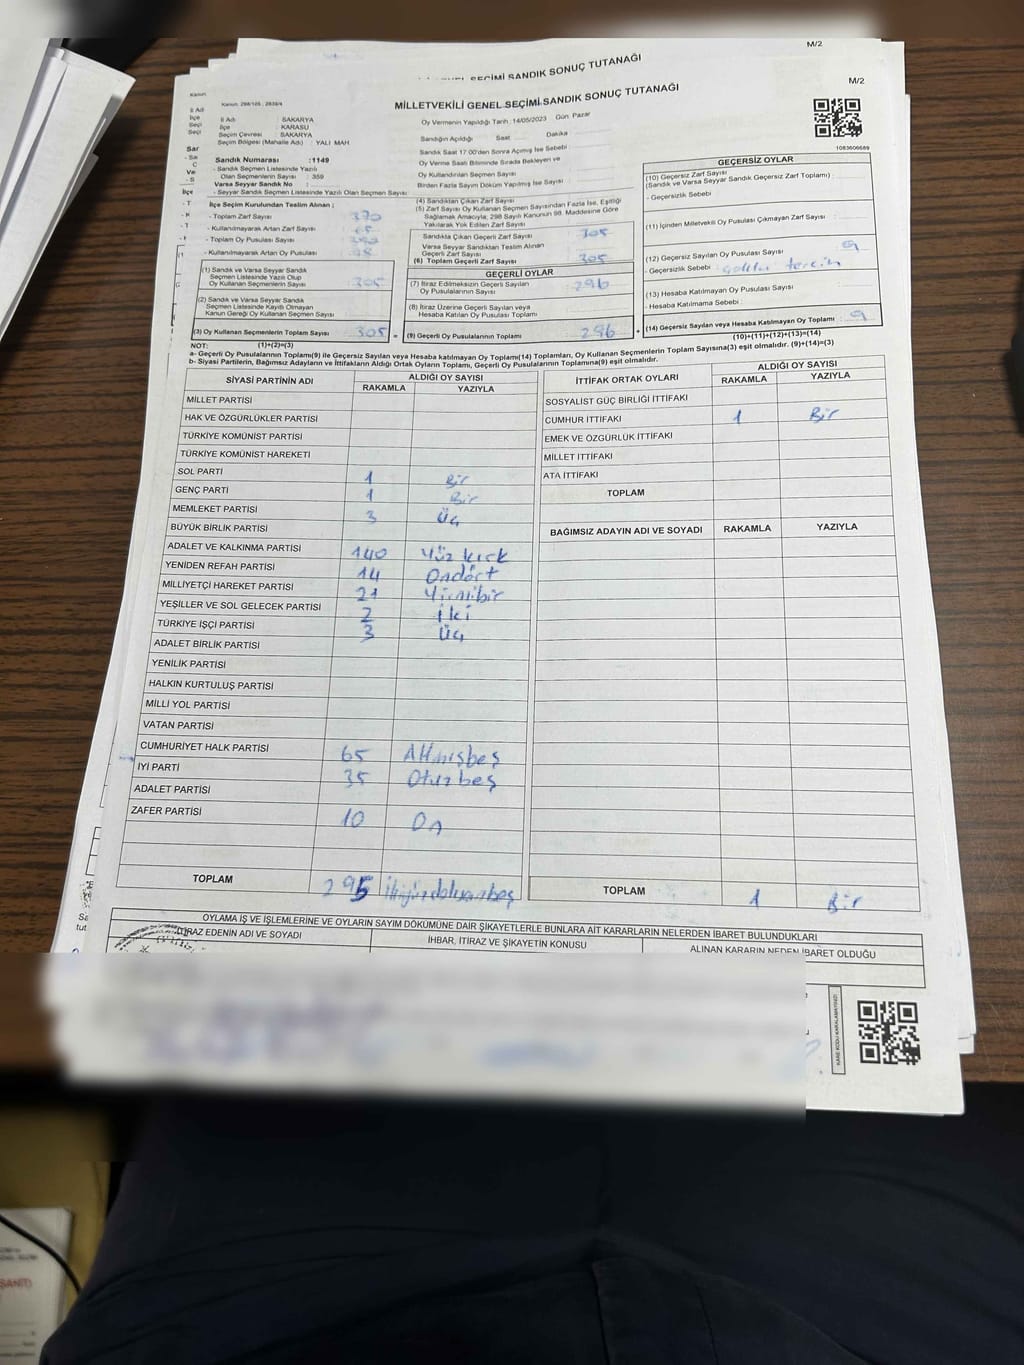 M/2
SEÇİMİ SANDIK SONUÇ TUTANAĞI
M/2
MİLLETVEKİLİ GENEL SEÇİMİ SANDIK SONUÇ TUTANAĞI
İl Adı : SAKARYA
İlçe : KARASU
Seçim Çevresi : SAKARYA
Seçim Bölgesi (Mahalle Adı) : YALI MAH
Sandık Numarası :1149
- Sandık Seçmen Listesinde Yazılı
Olan Seçmenlerin Sayısı : 359
Varsa Seyyar Sandık No :
- Seyyar Sandık Seçmen Listesinde Yazılı Olan Seçmen Sayısı
Oy Vermenin Yapıldığı Tarih :14/05/2023 Gün: Pazar
Sandığın Açıldığı Saat Dakika
Sandık Saat 17.00'den Sonra Açılmış İse Sebebi
Oy Verme Saati Bitiminde Sırada Bekleyen ve
Oy Kullandırılan Seçmen Sayısı
Birden Fazla Sayım Döküm Yapılmış İse Sayısı
1083606689
İlçe Seçim Kurulundan Teslim Alınan :
- Toplam Zarf Sayısı 370
- Kullanılmayarak Artan Zarf Sayısı
- Toplam Oy Pusulası Sayısı
- Kullanılmayarak Artan Oy Pusulası
(1) Sandık ve Varsa Seyyar Sandık
Seçmen Listesinde Yazılı Olup
Oy Kullanan Seçmen Sayısı 305
(2) Sandık ve Varsa Seyyar Sandık
Seçmen Listesinde Kayıtlı Olmayan
Kanun Gereği Oy Kullanan Seçmen Sayısı
(3) Oy Kullanan Seçmenlerin Toplam Sayısı 305
(4) Sandıktan Çıkan Zarf Sayısı
(5) Zarf Sayısı Oy Kullanan Seçmen Sayısından Fazla İse, Eşitliği
Sağlamak Amacıyla; 298 Sayılı Kanunun 98. Maddesine Göre
Yakılarak Yok Edilen Zarf Sayısı
Sandıkta Çıkan Geçerli Zarf Sayısı 305
Varsa Seyyar Sandıktan Teslim Alınan
Geçerli Zarf Sayısı
(6) Toplam Geçerli Zarf Sayısı 305
GEÇERLİ OYLAR
(7) İtiraz Edilmeksizin Geçerli Sayılan
Oy Pusulalarının Sayısı 296
(8) İtiraz Üzerine Geçerli Sayılan veya
Hesaba Katılan Oy Pusulası Toplamı
(9) Geçerli Oy Pusulalarının Toplamı 296
GEÇERSİZ OYLAR
(10) Geçersiz Zarf Sayısı
(Sandık ve Varsa Seyyar Sandık Geçersiz Zarf Toplamı) :
- Geçersizlik Sebebi
(11) İçinden Milletvekili Oy Pusulası Çıkmayan Zarf Sayısı
(12) Geçersiz Oy Pusulası Sayısı 9
- Geçersizlik Sebebi : çoklu tercih
(13) Hesaba Katılmayan Oy Pusulası Sayısı
- Hesaba Katılmama Sebebi :
(14) Geçersiz Sayılan veya Hesaba Katılmayan Oy Toplamı : 9
NOT: (1)+(2)=(3)
(10)+(11)+(12)+(13)=(14)
a- Geçerli Oy Pusulalarının Toplamı(9) ile Geçersiz Sayılan veya Hesaba katılmayan Oy Toplamı(14) Toplamları, Oy Kullanan Seçmenlerin Toplam Sayısına(3) eşit olmalıdır. (9)+(14)=(3)
b- Siyasi Partilerin, Bağımsız Adayların ve İttifakların Aldığı Ortak Oyların Toplamı, Geçerli Oy Pusulalarının Toplamına(9) eşit olmalıdır.
SİYASİ PARTİNİN ADI ALDIĞI OY SAYISI
RAKAMLA YAZIYLA
MİLLET PARTİSİ
HAK VE ÖZGÜRLÜKLER PARTİSİ
TÜRKİYE KOMÜNİST PARTİSİ
TÜRKİYE KOMÜNİST HAREKETİ
SOL PARTİ 1 Bir
GENÇ PARTİ 1 Bir
MEMLEKET PARTİSİ 3 Üç
BÜYÜK BİRLİK PARTİSİ
ADALET VE KALKINMA PARTİSİ 140 Yüz kırk
YENİDEN REFAH PARTİSİ 14 Ondört
MİLLİYETÇİ HAREKET PARTİSİ 21 Yirmibir
YEŞİLLER VE SOL GELECEK PARTİSİ 2 İki
TÜRKİYE İŞÇİ PARTİSİ 3 Üç
ADALET BİRLİK PARTİSİ
YENİLİK PARTİSİ
HALKIN KURTULUŞ PARTİSİ
MİLLİ YOL PARTİSİ
VATAN PARTİSİ
CUMHURİYET HALK PARTİSİ 65 Altmışbeş
İYİ PARTİ 35 Otuzbeş
ADALET PARTİSİ
ZAFER PARTİSİ 10 On
TOPLAM 295 İkiyüzdoksanbeş
İTTİFAK ORTAK OYLARI ALDIĞI OY SAYISI
RAKAMLA YAZIYLA
SOSYALİST GÜÇ BİRLİĞİ İTTİFAKI
CUMHUR İTTİFAKI 1 Bir
EMEK VE ÖZGÜRLÜK İTTİFAKI
MİLLET İTTİFAKI
ATA İTTİFAKI
TOPLAM
BAĞIMSIZ ADAYIN ADI VE SOYADI RAKAMLA YAZIYLA
TOPLAM 1 Bir
OYLAMA İŞ VE İŞLEMLERİNE VE OYLARIN SAYIM DÖKÜMÜNE DAİR ŞİKAYETLERLE BUNLARA AİT KARARLARIN NELERDEN İBARET BULUNDUKLARI
İTİRAZ EDENİN ADI VE SOYADI İHBAR, İTİRAZ VE ŞİKAYETİN KONUSU ALINAN KARARIN NEDEN İBARET OLDUĞU
KARE KODU KARALAMAYINIZ!